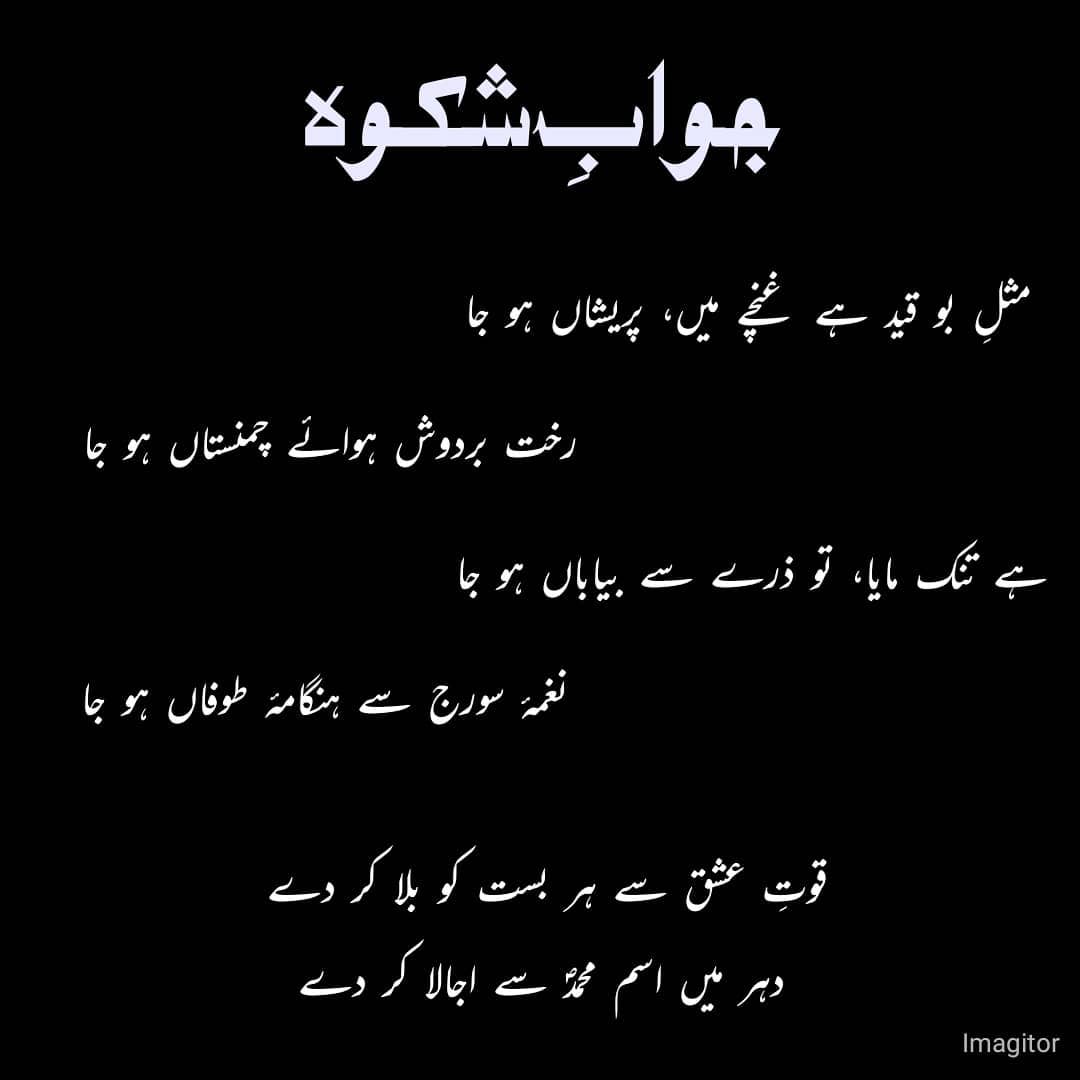 جوابِ شکوہ
مثلِ بو قید ہے غنچے میں، پریشاں ہو جا
رخت بردوش ہوائے چمنستاں ہو جا
ہے تنک مایا، تو ذرے سے بیاباں ہو جا
نغمۂ سورج سے ہنگامۂ طوفاں ہو جا
قوتِ عشق سے ہر بست کو بلا کر دے
دہر میں اسم محمدؐ سے اجالا کر دے
Imagitor